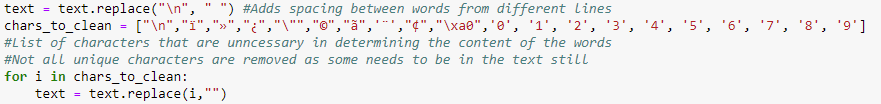 text = text.replace("\n", " ") #Adds spacing between words from different lines
chars_to_clean = ["\n","ï","»","¿","\"","©","ã",'¨',"¢","\xa0",'0', '1', '2', '3', '4', '5', '6', '7', '8', '9']
#List of characters that are unncessary in determining the content of the words
#Not all unique characters are removed as some needs to be in the text still
for i in chars_to_clean:
    text = text.replace(i,"")